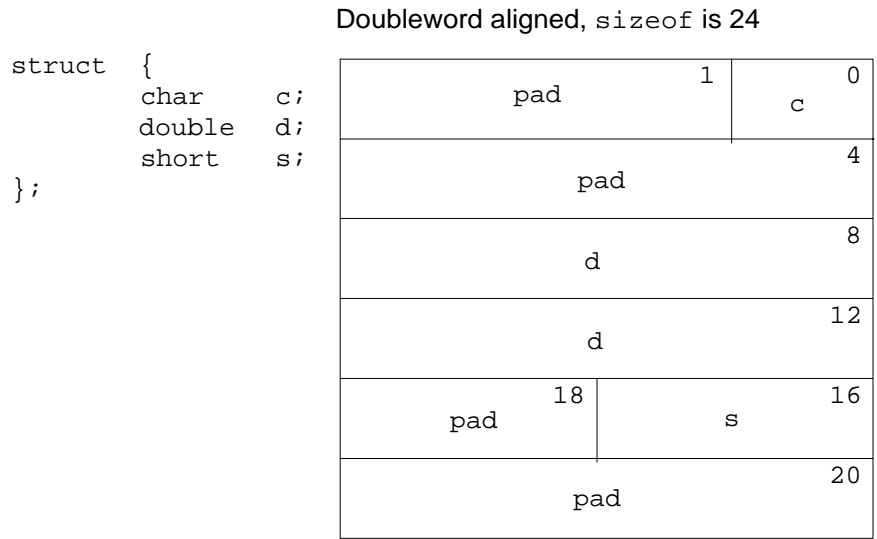 Doubleword aligned, sizeof is 24
struct {
char c;
double d;
short s;
};
1 0
pad c
4
pad
8
d
12
d
18 16
pad s
20
pad